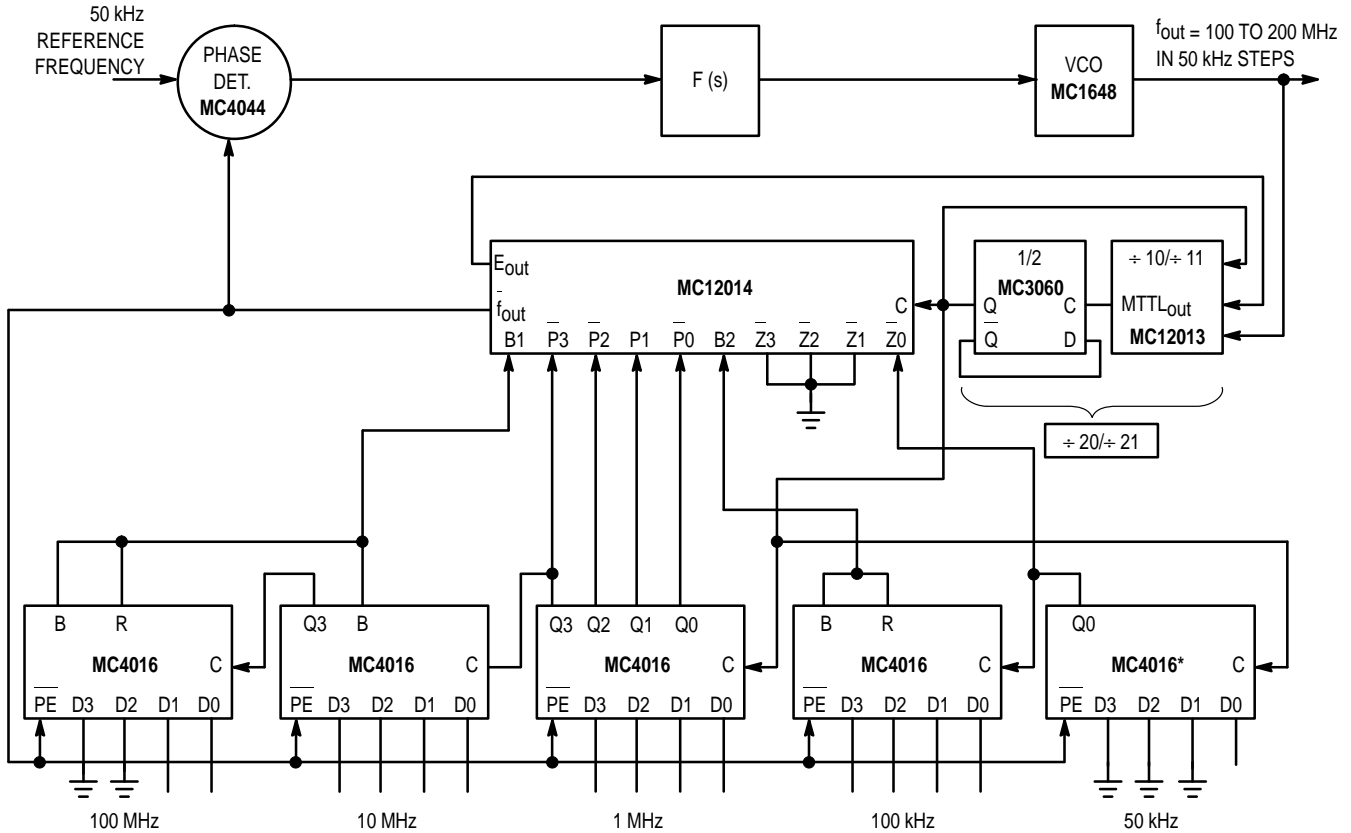 50 kHz
REFERENCE
FREQUENCY
PHASE
DET.
MC4044
F (s)
VCO
MC1648
fout = 100 TO 200 MHz
IN 50 kHz STEPS
Eout
fout
MC12014
C
B1 P3 P2 P1 P0 B2 Z3 Z2 Z1 Z0
1/2
MC3060
Q C
Q D
÷ 10/÷ 11
MTTLout
MC12013
÷ 20/÷ 21
B R
MC4016
C
PE D3 D2 D1 D0
100 MHz
Q3 B
MC4016
C
PE D3 D2 D1 D0
10 MHz
Q3 Q2 Q1 Q0
MC4016
C
PE D3 D2 D1 D0
1 MHz
B R
MC4016
C
PE D3 D2 D1 D0
100 kHz
Q0
MC4016*
C
PE D3 D2 D1 D0
50 kHz